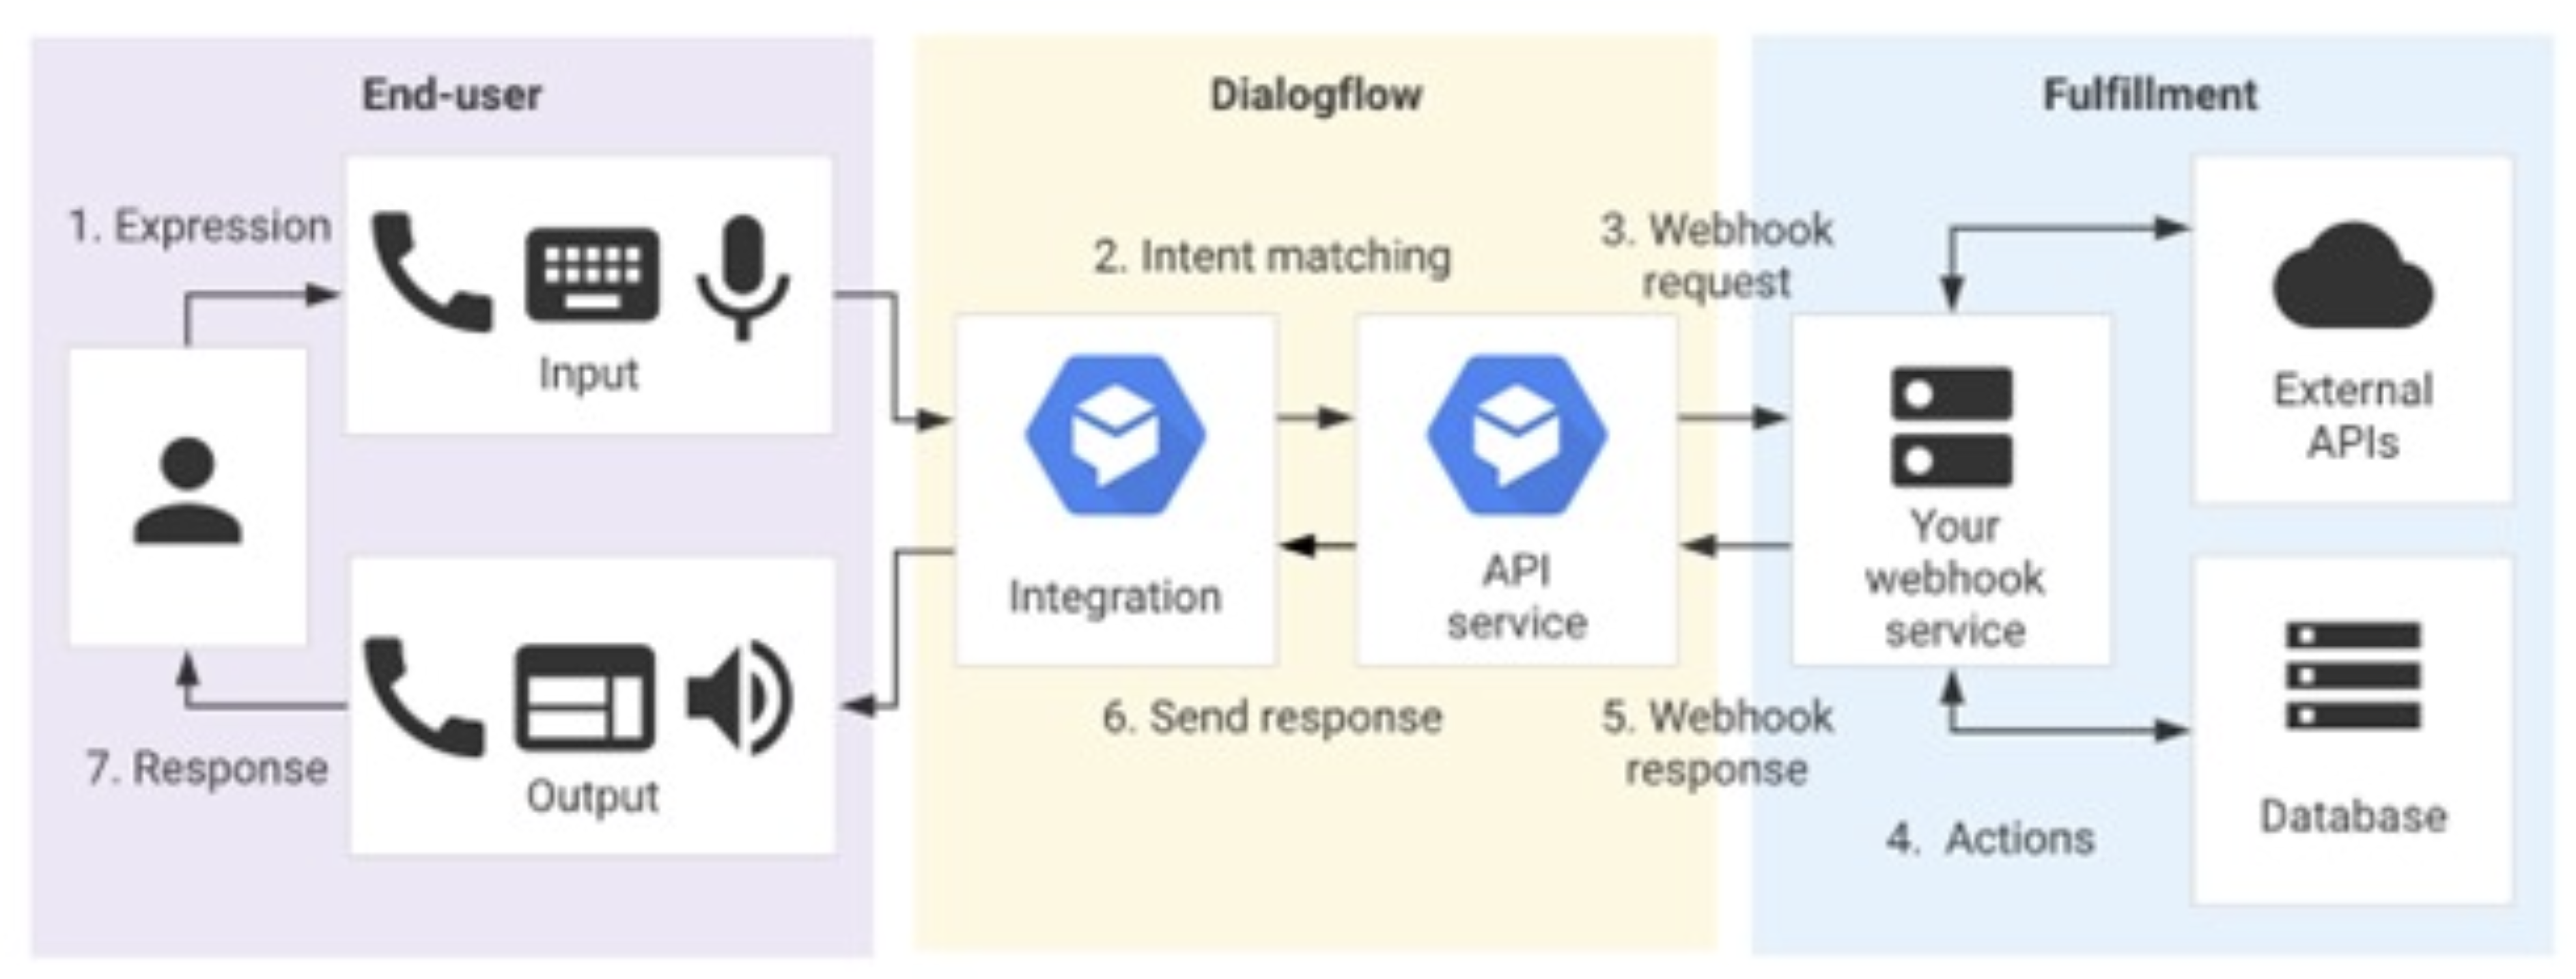 End-user
Dialogflow
Fulfillment
1. Expression
Input
2. Intent matching
3. Webhook
request
External
APIs
Integration
API
service
Your
webhook
service
7. Response
Output
6. Send response
5. Webhook
response
4. Actions
Database